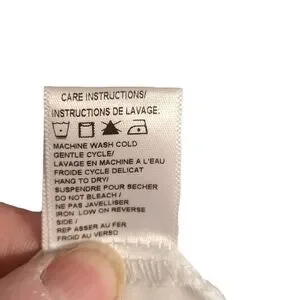 CARE INSTRUCTIONS/
INSTRUCTIONS DE LAVAGE:
MACHINE WASH COLD
GENTLE CYCLE/
LAVAGE EN MACHINE A L'EAU
FROIDE CYCLE DELICAT
HANG TO DRY/
SUSPENDRE POUR SECHER
DO NOT BLEACH /
NE PAS JAVELLISER
IRON LOW ON REVERSE
SIDE /
REP ASSER AU FER
FROID AU VERSO